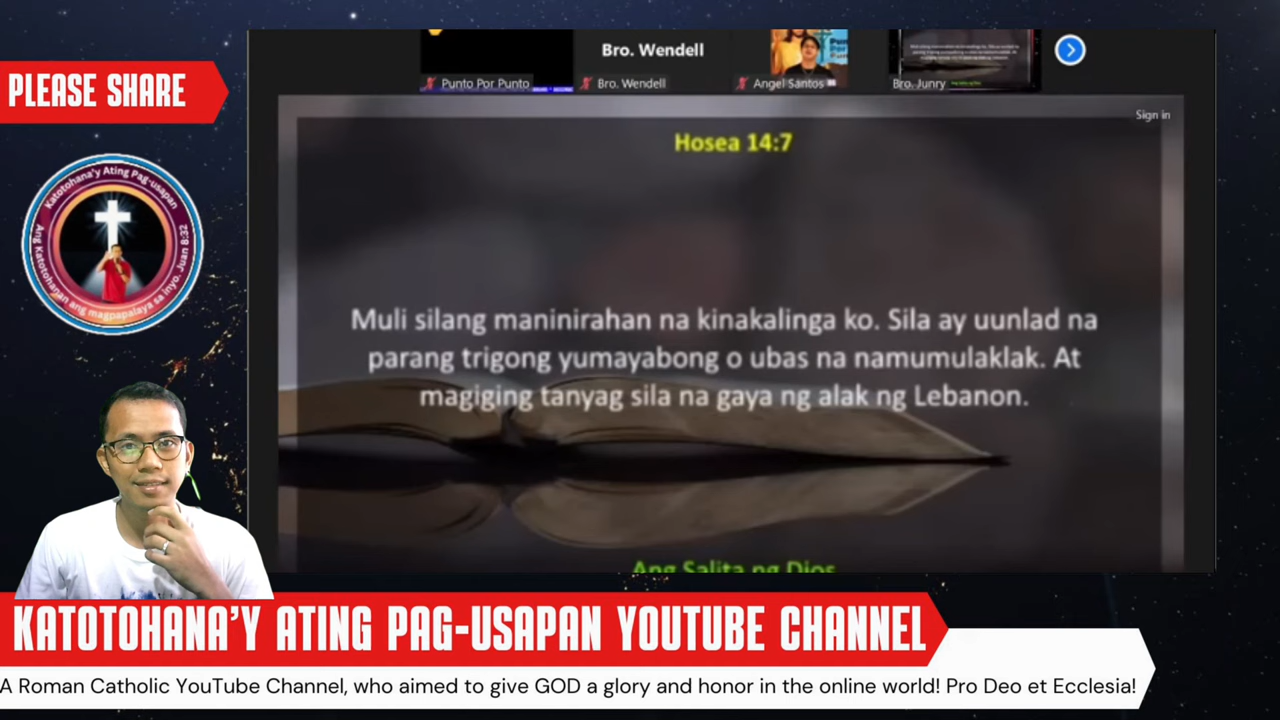 PLEASE SHARE
Katotohana'y Ating Pag-usapan
Ang Katotohanan ang magpapalaya sa inyo. Juan 8:32
Bro. Wendell
Punto Por Punto
Bro. Wendell
Angel Santos
Bro. Junry
Sign in
Hosea 14:7
Muli silang maninirahan na kinakalinga ko. Sila ay uunlad na
parang trigong yumayabong o ubas na namumulaklak. At
magiging tanyag sila na gaya ng alak ng Lebanon.
Ang Salita ng Dios
KATOTOHANA'Y ATING PAG-USAPAN YOUTUBE CHANNEL
A Roman Catholic YouTube Channel, who aimed to give GOD a glory and honor in the online world! Pro Deo et Ecclesia!